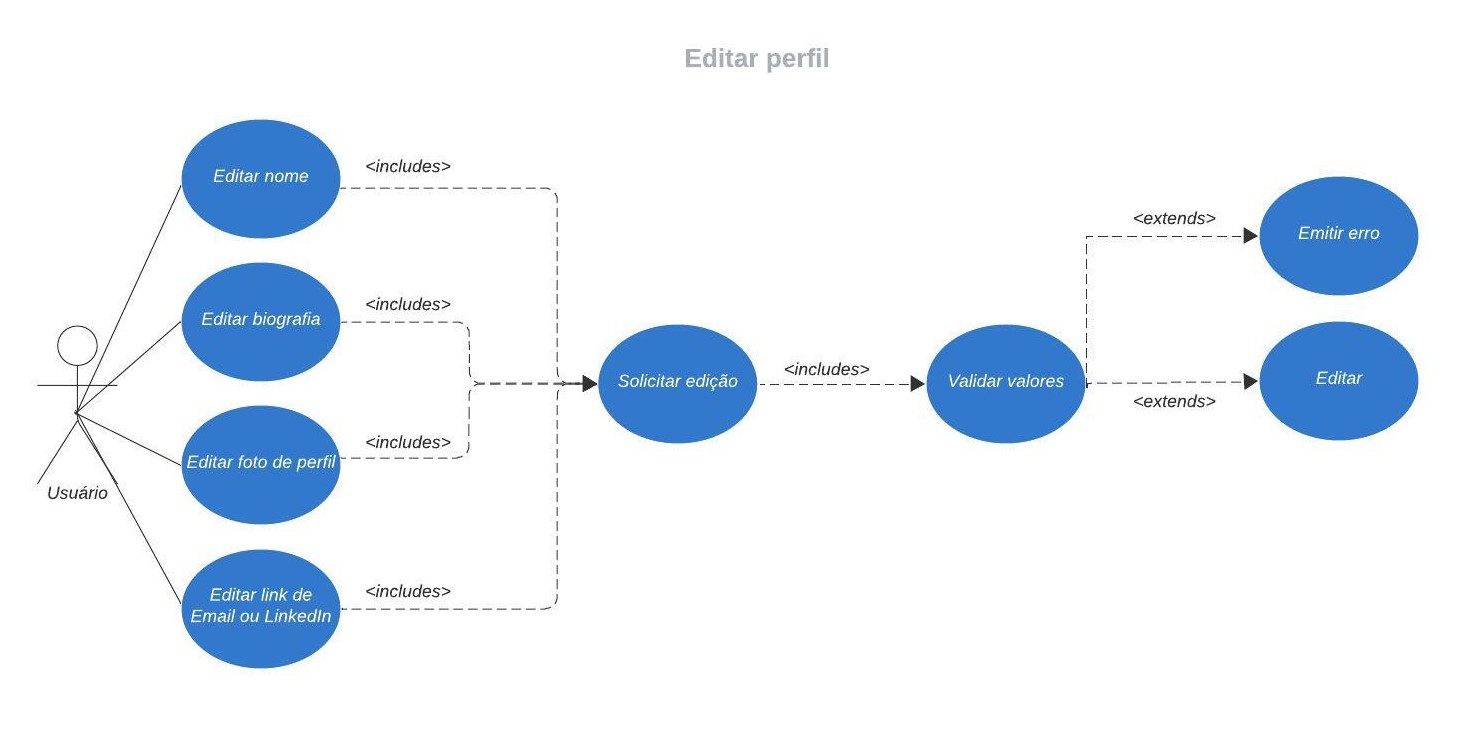 Editar perfil
Editar nome
<includes>
Editar biografia
<includes>
Editar foto de perfil
<includes>
Editar link de
Email ou LinkedIn
<includes>
Usuário
Solicitar edição
<includes>
Validar valores
<extends>
Emitir erro
<extends>
Editar